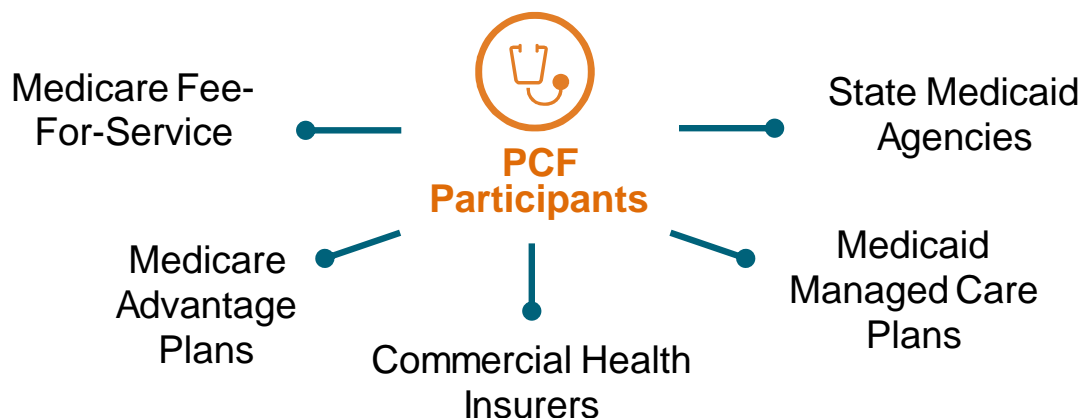 Medicare Fee-
For-Service
PCF
Participants
State Medicaid
Agencies
Medicare
Advantage
Plans
Commercial Health
Insurers
Medicaid
Managed Care
Plans